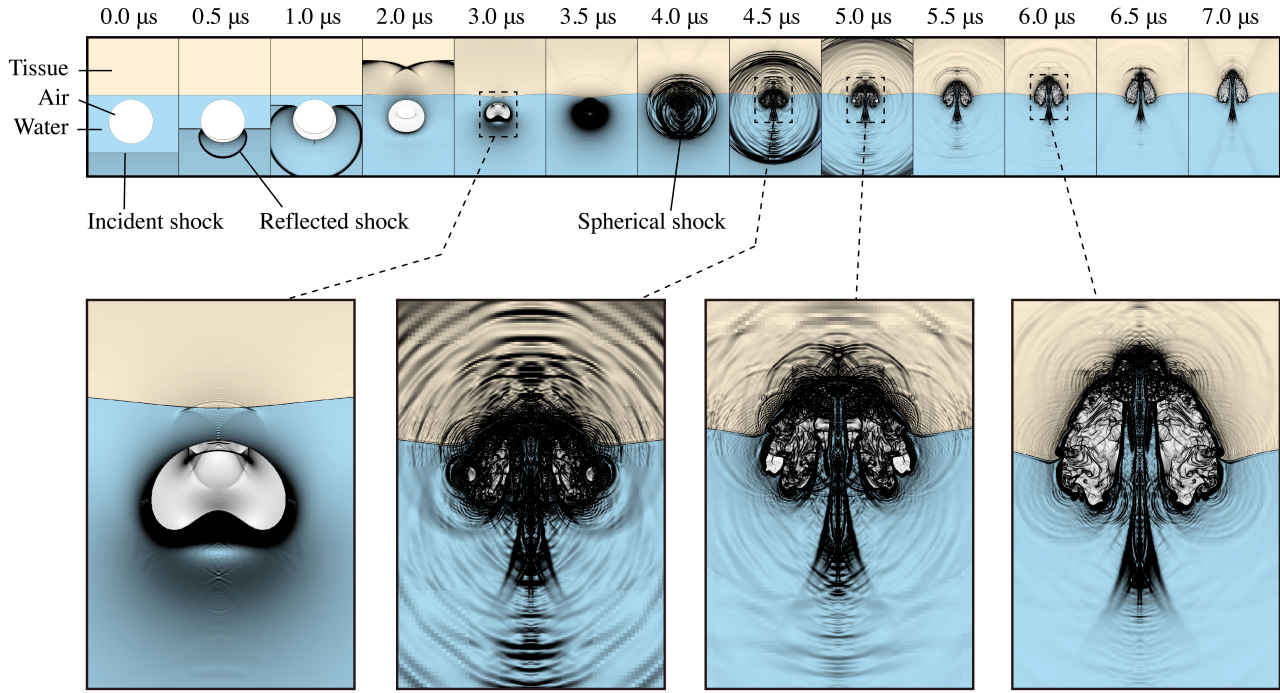 0.0 μs 0.5 μs 1.0 μs 2.0 μs 3.0 μs 3.5 μs 4.0 μs 4.5 μs 5.0 μs 5.5 μs 6.0 μs 6.5 μs 7.0 μs
Tissue
Air
Water
Incident shock Reflected shock Spherical shock